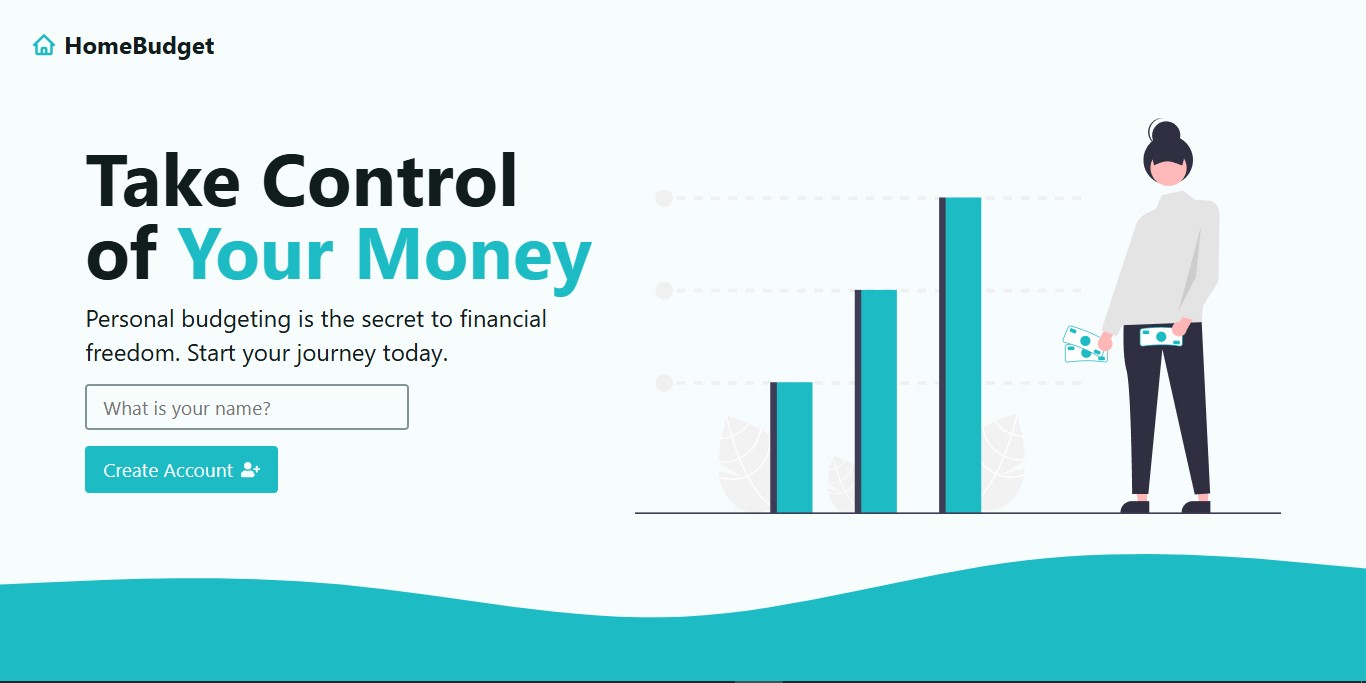 HomeBudget
Take Control
of Your Money
Personal budgeting is the secret to financial
freedom. Start your journey today.
What is your name?
Create Account